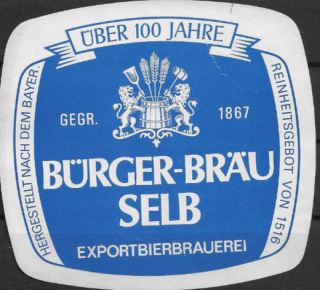 ÜBER 100 JAHRE
HERGESTELLT NACH DEM BAYER.
REINHEITSGEBOT VON 1516
GEGR. 1867
BÜRGER-BRÄU
SELB
EXPORTBIERBRAUEREI